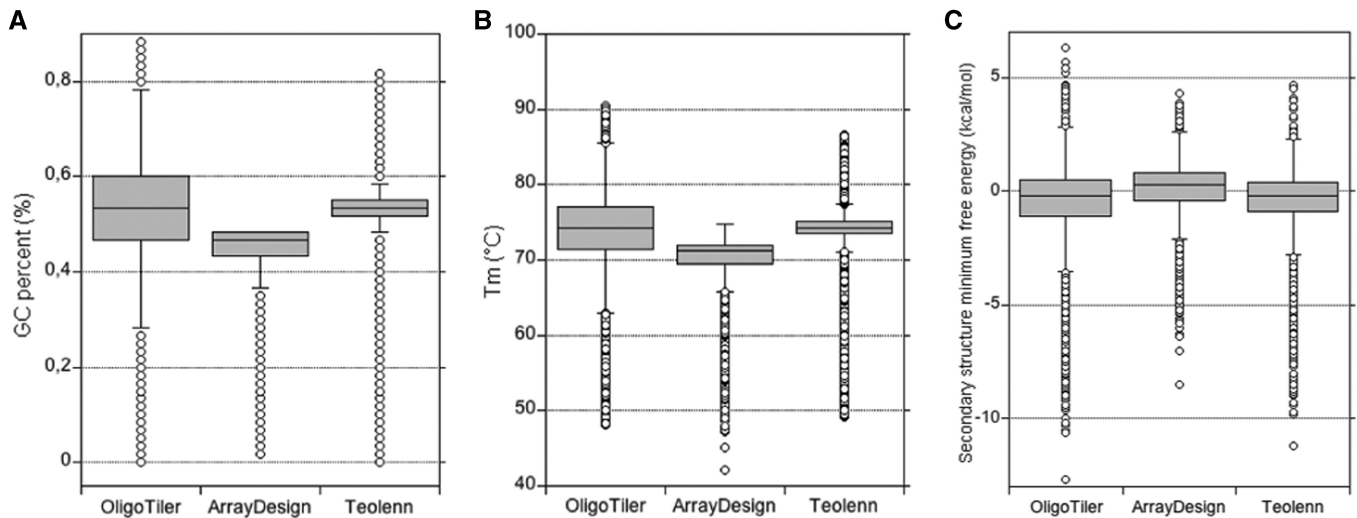 A
GC percent (%)
0,8
0,6
0,4
0,2
0
OligoTiler ArrayDesign Teolenn
B
Tm (°C)
100
90
80
70
60
50
40
OligoTiler ArrayDesign Teolenn
C
Secondary structure minimum free energy (kcal/mol)
5
0
-5
-10
OligoTiler ArrayDesign Teolenn